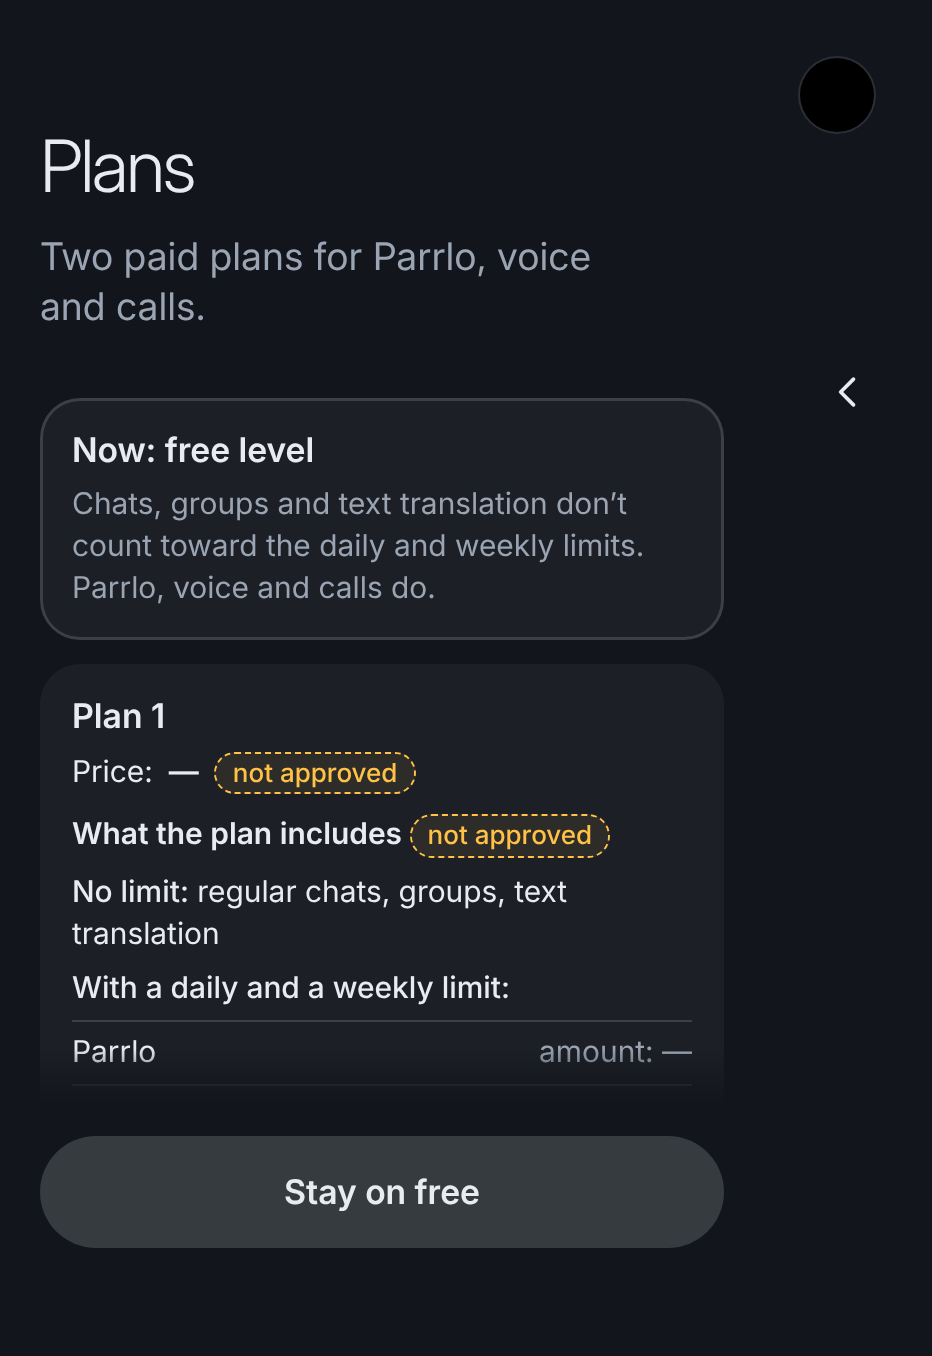 Plans
Two paid plans for Parrlo, voice
and calls.
Now: free level
Chats, groups and text translation don’t
count toward the daily and weekly limits.
Parrlo, voice and calls do.
Plan 1
Price: — not approved
What the plan includes not approved
No limit: regular chats, groups, text
translation
With a daily and a weekly limit:
Parrlo amount: —
Stay on free